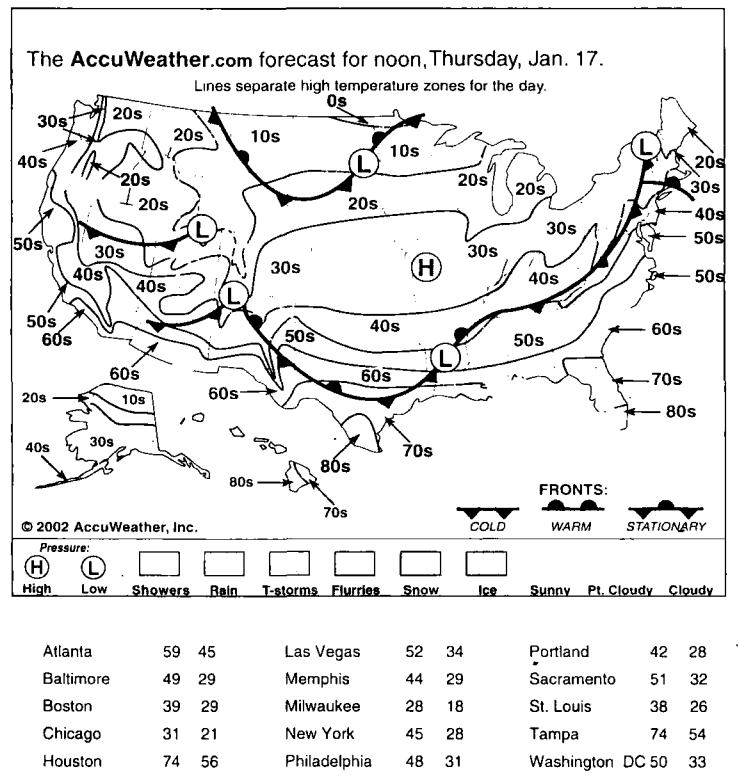 The AccuWeather.com forecast for noon, Thursday, Jan. 17.
Lines separate high temperature zones for the day.
0s
30s 20s 20s 10s 10s
40s 20s 20s L L 20s
20s 20s 20s 30s
50s L 30s 30s 40s
30s 30s H 50s
40s 40s L 40s 50s
50s 50s 40s 50s 60s
60s 60s 60s L 70s
20s 10s 60s 80s
30s 70s
40s 80s 80s
70s
FRONTS:
© 2002 AccuWeather, Inc. COLD WARM STATIONARY
Pressure:
H L
High Low Showers Rain T-storms Flurries Snow Ice Sunny Pt. Cloudy Cloudy
Atlanta 59 45 Las Vegas 52 34 Portland 42 28
Baltimore 49 29 Memphis 44 29 Sacramento 51 32
Boston 39 29 Milwaukee 28 18 St. Louis 38 26
Chicago 31 21 New York 45 28 Tampa 74 54
Houston 74 56 Philadelphia 48 31 Washington DC 50 33